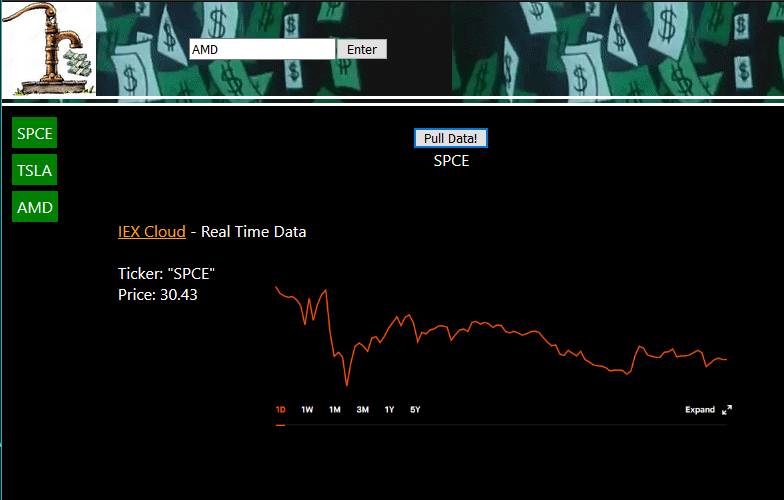 AMD Enter
SPCE
TSLA
AMD
Pull Data!
SPCE
IEX Cloud - Real Time Data
Ticker: "SPCE"
Price: 30.43
1D 1W 1M 3M 1Y 5Y Expand